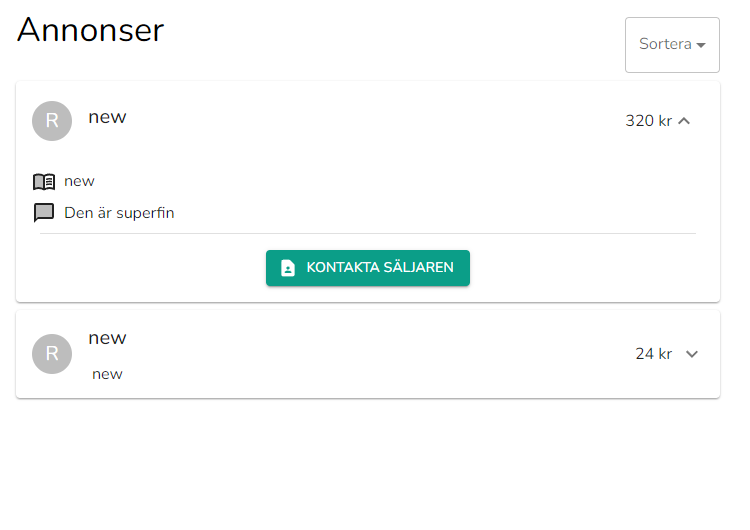 Annonser
Sortera
R
new
320 kr
new
Den är superfin
KONTAKTA SÄLJAREN
R
new
24 kr
new